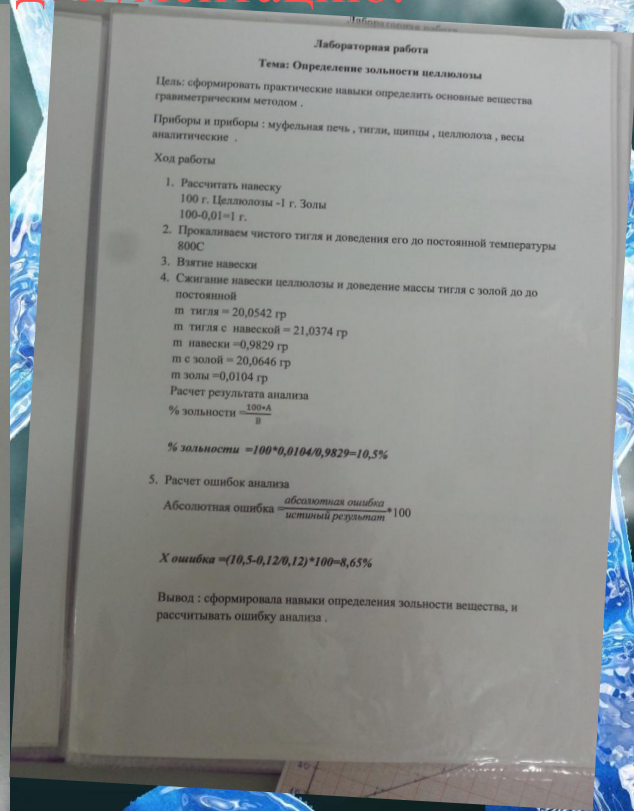 Лабораторная работа
Лабораторная работа
Тема: Определение зольности целлюлозы
Цель: сформировать практические навыки определить основные вещества
гравиметрическим методом .
Приборы и приборы : муфельная печь , тигли, щипцы , целлюлоза , весы
аналитические .
Ход работы
1. Рассчитать навеску
100 г. Целлюлозы -1 г. Золы
100-0,01=1 г.
2. Прокаливаем чистого тигля и доведения его до постоянной температуры
800С
3. Взятие навески
4. Сжигание навески целлюлозы и доведение массы тигля с золой до до
постоянной
m тигля = 20,0542 гр
m тигля с навеской = 21,0374 гр
m навески =0,9829 гр
m с золой = 20,0646 гр
m золы =0,0104 гр
Расчет результата анализа
% зольности =100*A/B
% зольности =100*0,0104/0,9829=10,5%
5. Расчет ошибок анализа
Абсолютная ошибка =абсолютная ошибка/истиный результат*100
X ошибка =(10,5-0,12/0,12)*100=8,65%
Вывод : сформировала навыки определения зольности вещества, и
рассчитывать ошибку анализа .